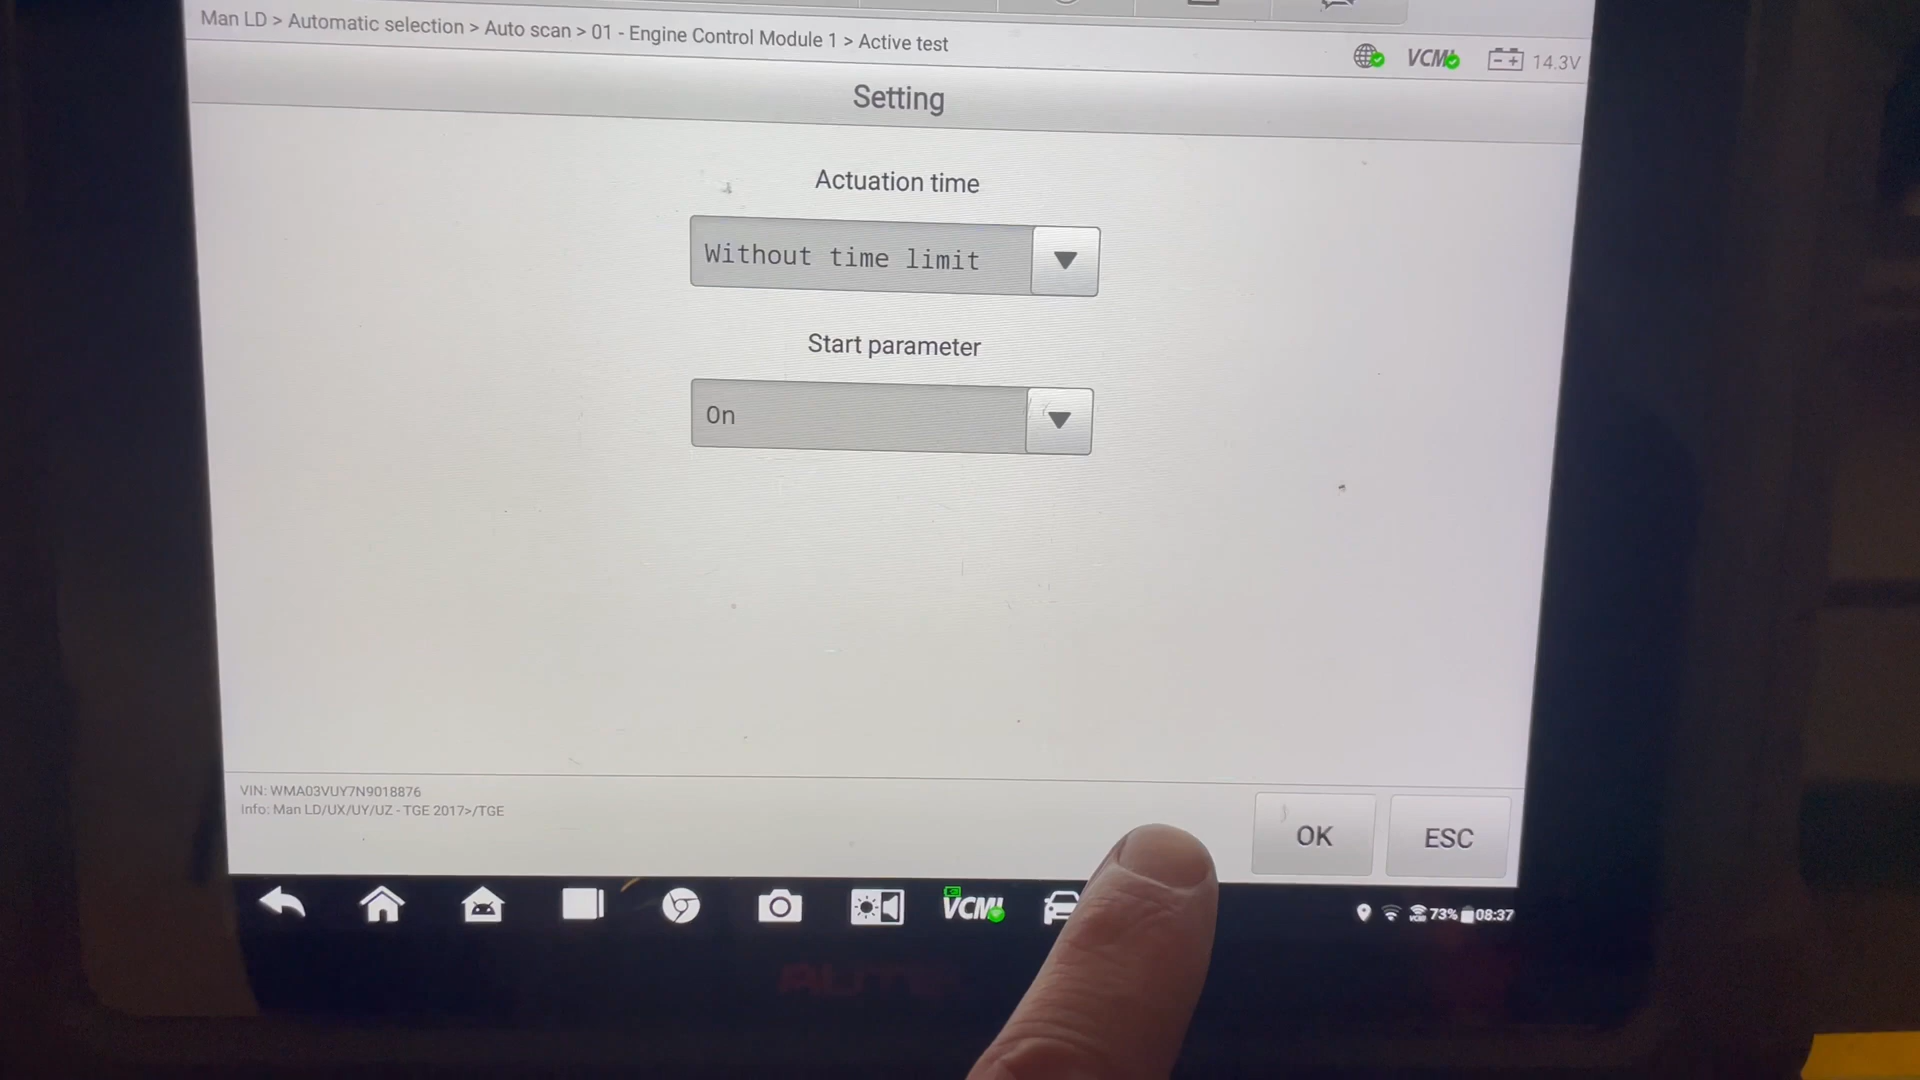 Man LD > Automatic selection > Auto scan > 01 - Engine Control Module 1 > Active test
VCMI
14.3V
Setting
Actuation time
Without time limit
Start parameter
On
VIN: WMA03VUY7N9018876
Info: Man LD/UX/UY/UZ - TGE 2017>/TGE
OK
ESC
VCMI
73%
08:37